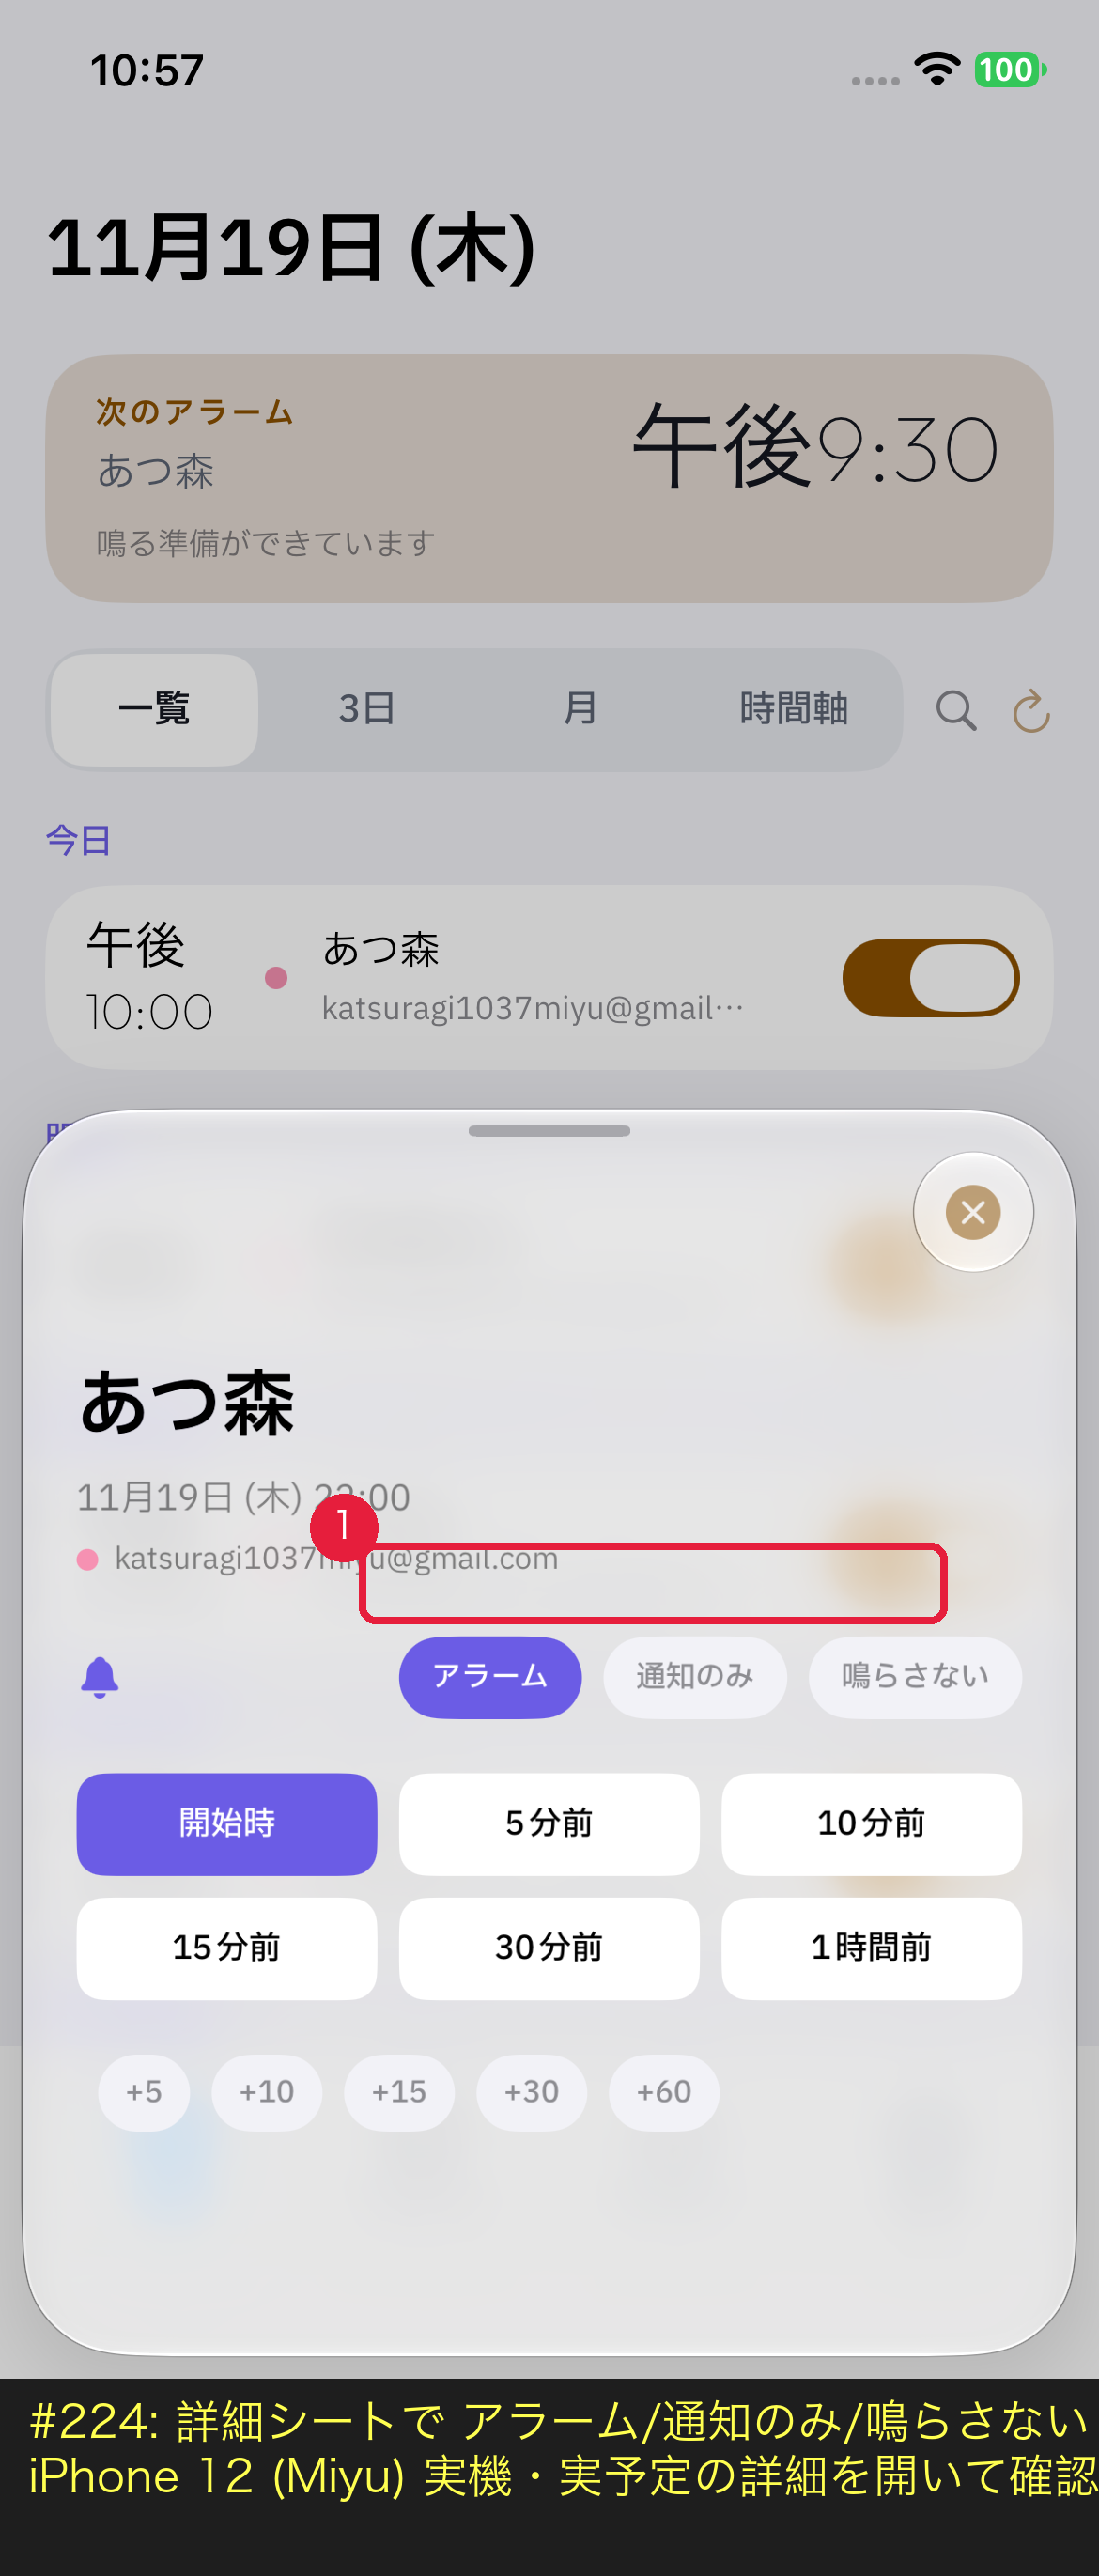 10:57
100
11月19日 (木)
次のアラーム
あつ森
午後9:30
鳴る準備ができています
一覧
3日
月
時間軸
今日
午後
10:00
あつ森
katsuragi1037miyu@gmail…
あつ森
11月19日 (木) 22:00
1
katsuragi1037miyu@gmail.com
アラーム
通知のみ
鳴らさない
開始時
5分前
10分前
15分前
30分前
1時間前
+5
+10
+15
+30
+60
#224: 詳細シートで アラーム/通知のみ/鳴らさない
iPhone 12 (Miyu) 実機・実予定の詳細を開いて確認